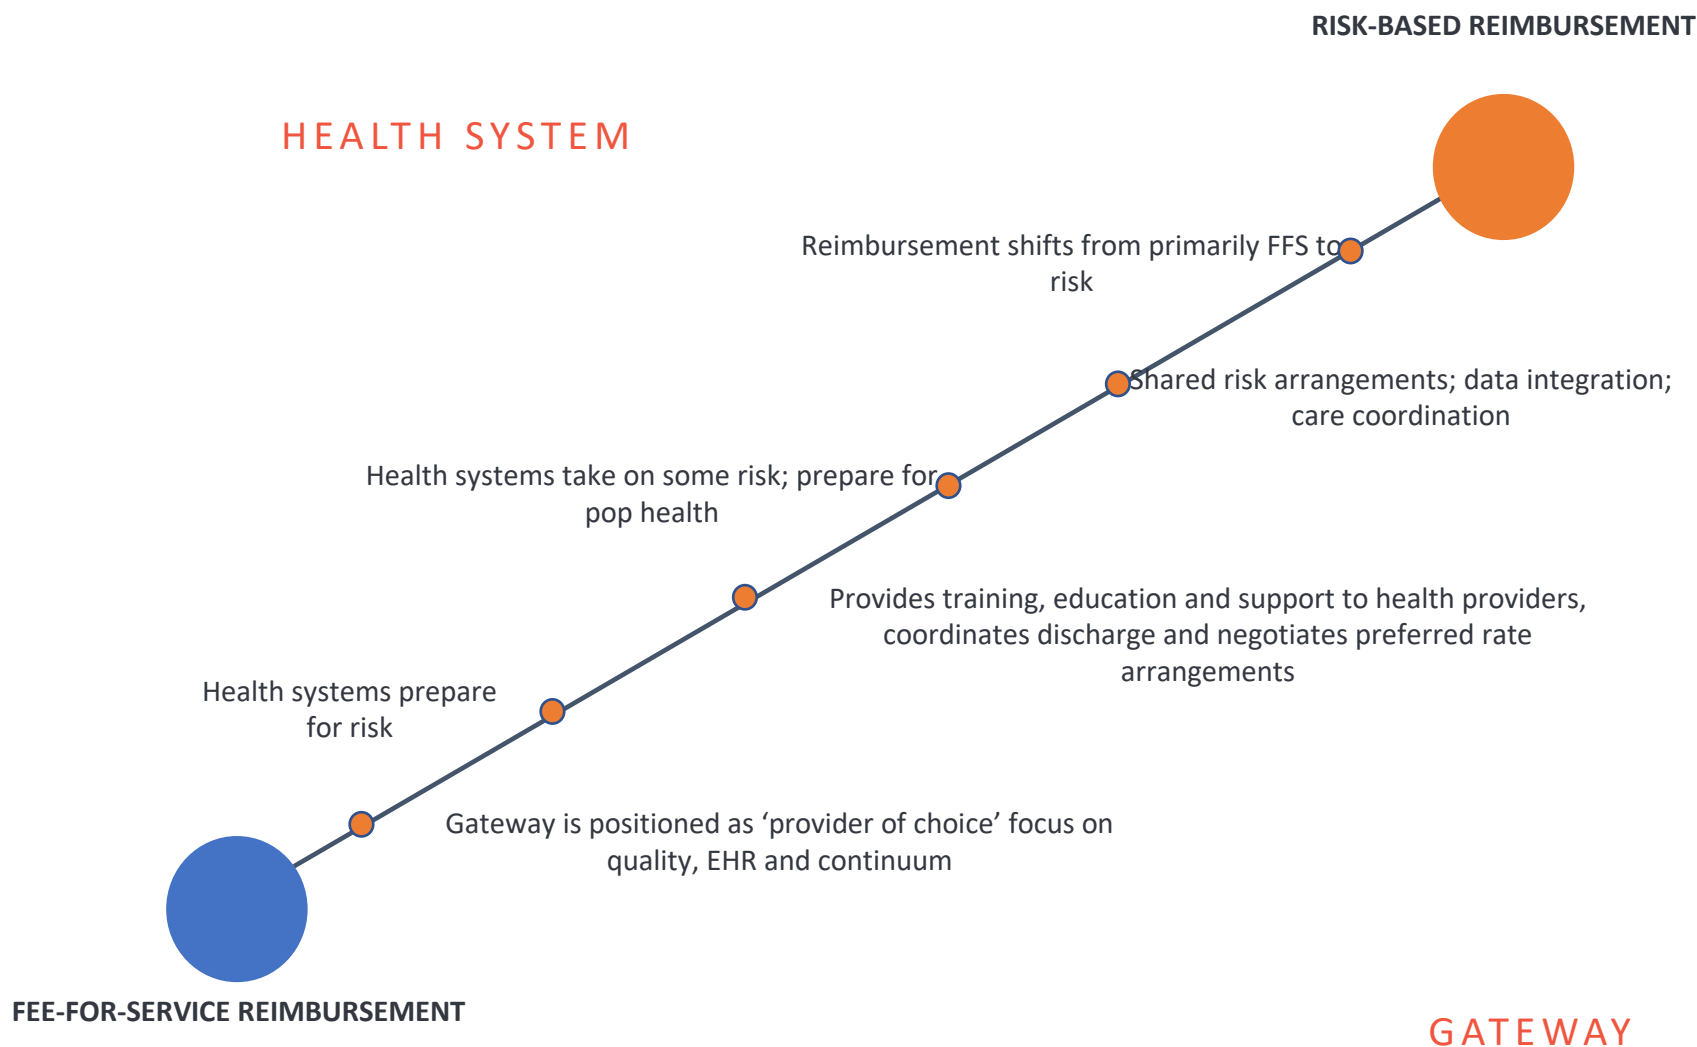 RISK-BASED REIMBURSEMENT
HEALTH SYSTEM
Reimbursement shifts from primarily FFS to
risk
Shared risk arrangements; data integration;
care coordination
Health systems take on some risk; prepare for
pop health
Provides training, education and support to health providers,
coordinates discharge and negotiates preferred rate
arrangements
Health systems prepare
for risk
Gateway is positioned as ‘provider of choice’ focus on
quality, EHR and continuum
FEE-FOR-SERVICE REIMBURSEMENT
GATEWAY